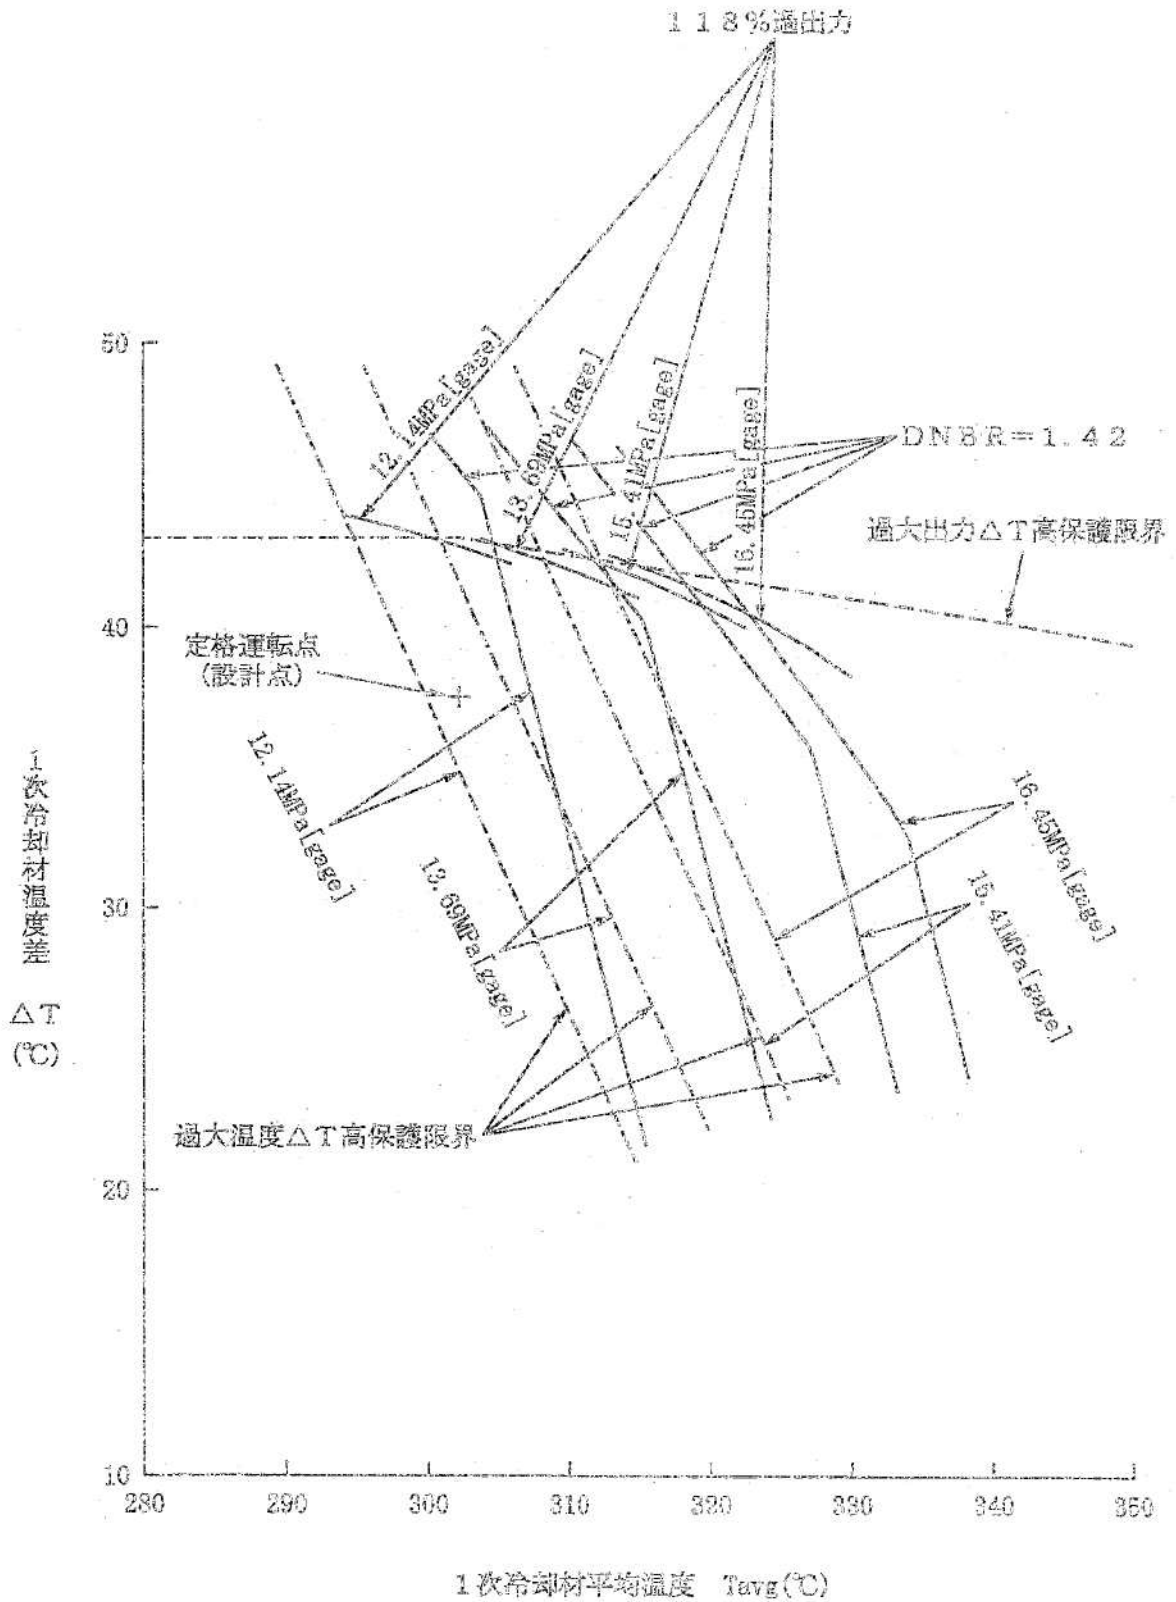 118%過出力
50
12.14MPa[gage]
13.69MPa[gage]
15.41MPa[gage]
16.45MPa[gage]
DNBR=1.42
過大出力△T高保護限界
40
定格運転点
(設計点)
12.14MPa[gage]
13.69MPa[gage]
16.45MPa[gage]
15.41MPa[gage]
1次冷却材温度差
△T
(℃)
30
過大温度△T高保護限界
20
10
280 290 300 310 320 330 340 350
1次冷却材平均温度 Tavg(℃)